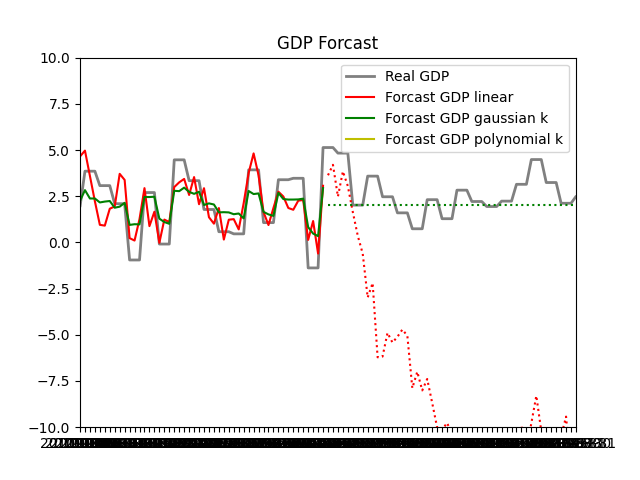 GDP Forcast
10.0
7.5
5.0
2.5
0.0
−2.5
−5.0
−7.5
−10.0
Real GDP
Forcast GDP linear
Forcast GDP gaussian k
Forcast GDP polynomial k